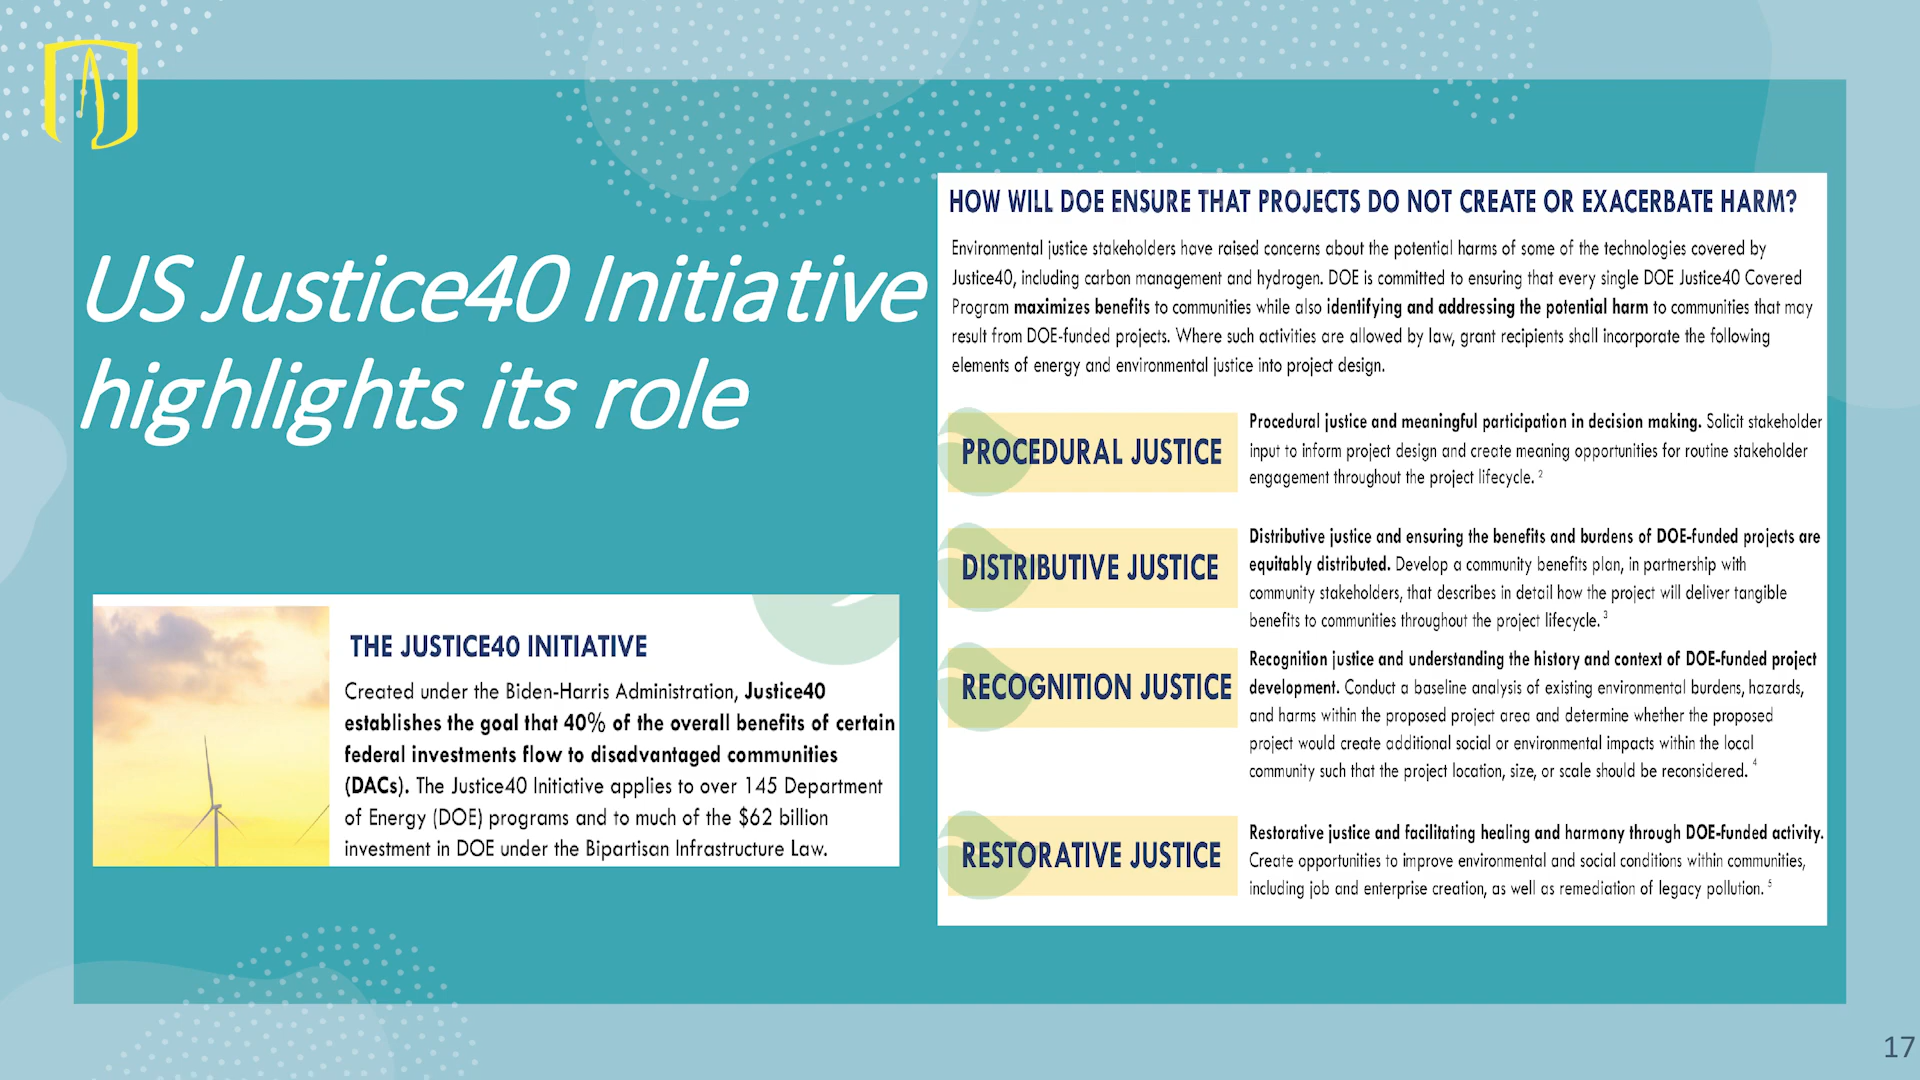 US Justice40 Initiative
highlights its role
THE JUSTICE40 INITIATIVE
Created under the Biden-Harris Administration, Justice40
establishes the goal that 40% of the overall benefits of certain
federal investments flow to disadvantaged communities
(DACs). The Justice40 Initiative applies to over 145 Department
of Energy (DOE) programs and to much of the $62 billion
investment in DOE under the Bipartisan Infrastructure Law.
HOW WILL DOE ENSURE THAT PROJECTS DO NOT CREATE OR EXACERBATE HARM?
Environmental justice stakeholders have raised concerns about the potential harms of some of the technologies covered by
Justice40, including carbon management and hydrogen. DOE is committed to ensuring that every single DOE Justice40 Covered
Program maximizes benefits to communities while also identifying and addressing the potential harm to communities that may
result from DOE-funded projects. Where such activities are allowed by law, grant recipients shall incorporate the following
elements of energy and environmental justice into project design.
PROCEDURAL JUSTICE
Procedural justice and meaningful participation in decision making. Solicit stakeholder
input to inform project design and create meaning opportunities for routine stakeholder
engagement throughout the project lifecycle. 2
DISTRIBUTIVE JUSTICE
Distributive justice and ensuring the benefits and burdens of DOE-funded projects are
equitably distributed. Develop a community benefits plan, in partnership with
community stakeholders, that describes in detail how the project will deliver tangible
benefits to communities throughout the project lifecycle. 3
RECOGNITION JUSTICE
Recognition justice and understanding the history and context of DOE-funded project
development. Conduct a baseline analysis of existing environmental burdens, hazards,
and harms within the proposed project area and determine whether the proposed
project would create additional social or environmental impacts within the local
community such that the project location, size, or scale should be reconsidered. 4
RESTORATIVE JUSTICE
Restorative justice and facilitating healing and harmony through DOE-funded activity.
Create opportunities to improve environmental and social conditions within communities,
including job and enterprise creation, as well as remediation of legacy pollution. 5
17